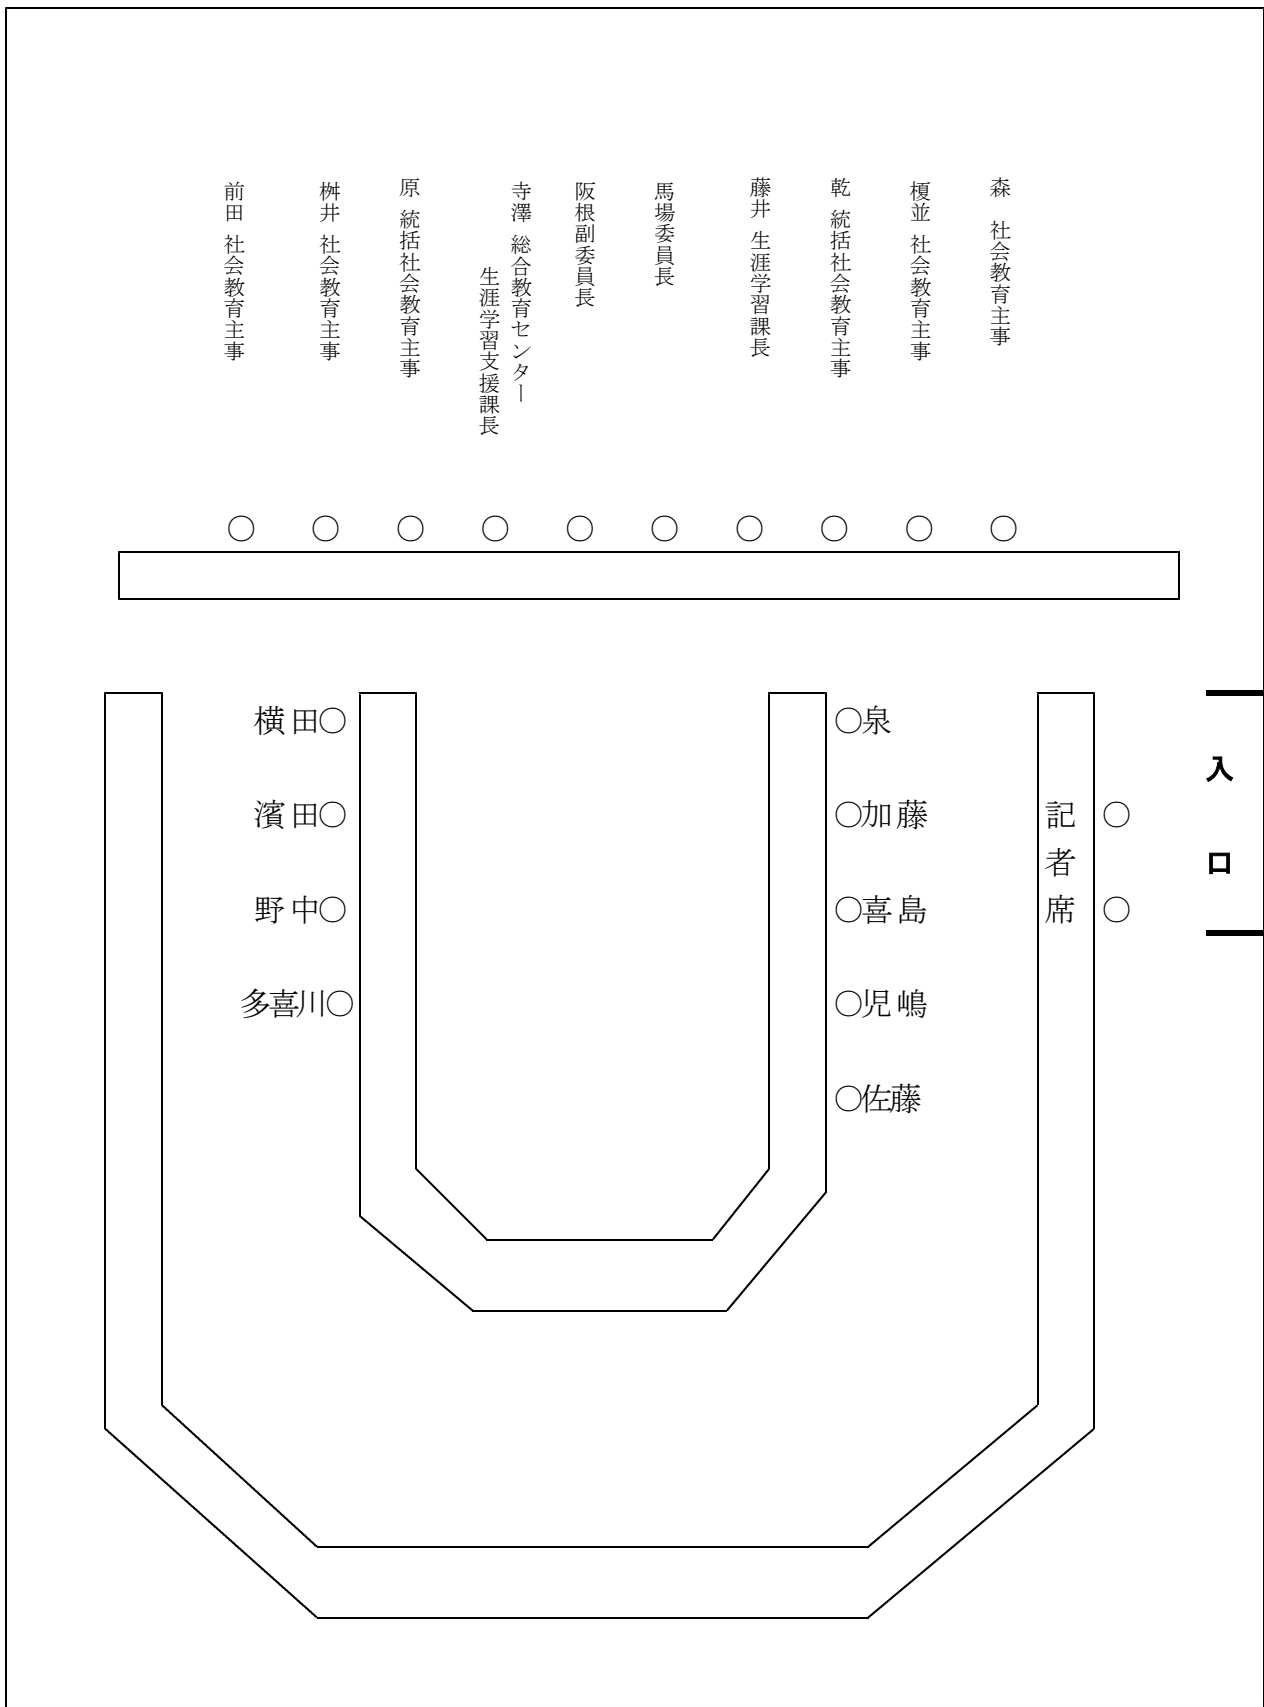 森 社会教育主事
榎並 社会教育主事
乾 統括社会教育主事
藤井 生涯学習課長
馬場委員長
阪根副委員長
寺澤 総合教育センター
生涯学習支援課長
原 統括社会教育主事
桝井 社会教育主事
前田 社会教育主事
○ ○ ○ ○ ○ ○ ○ ○ ○ ○
横田○
濱田○
野中○
多喜川○
○泉
○加藤
○喜島
○児嶋
○佐藤
記者席
○
○
入口